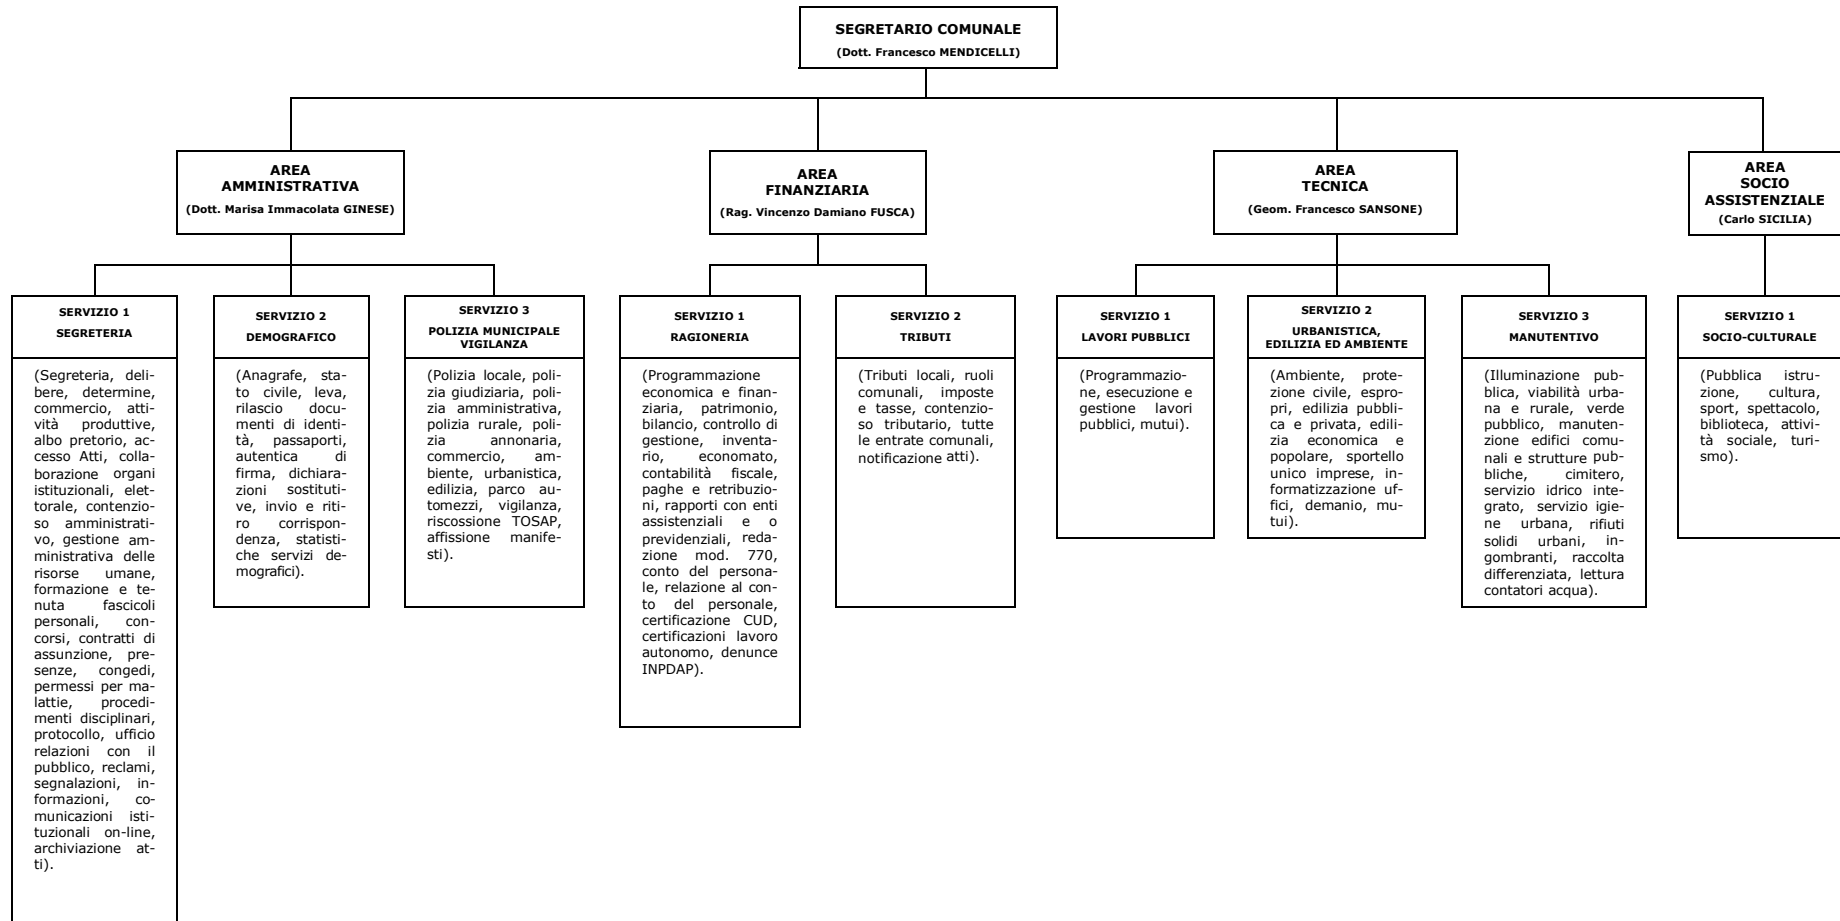 SEGRETARIO COMUNALE
(Dott. Francesco MENDICELLI)
AREA
AMMINISTRATIVA
(Dott. Marisa Immacolata GINESE)
AREA
FINANZIARIA
(Rag. Vincenzo Damiano FUSCA)
AREA
TECNICA
(Geom. Francesco SANSONE)
AREA
SOCIO
ASSISTENZIALE
(Carlo SICILIA)
SERVIZIO 1
SEGRETERIA
(Segreteria, deli-
bere, determine,
commercio, atti-
vità produttive,
albo pretorio, ac-
cesso Atti, colla-
borazione organi
istituzionali, elet-
torale, contenzio-
so amministrati-
vo, gestione am-
ministrativa delle
risorse umane,
formazione e te-
nuta fascicoli
personali, con-
corsi, contratti di
assunzione, pre-
senze, congedi,
permessi per ma-
lattie, procedi-
menti disciplinari,
protocollo, ufficio
relazioni con il
pubblico, reclami,
segnalazioni, in-
formazioni, co-
municazioni isti-
tuzionali on-line,
archiviazione at-
ti).
SERVIZIO 2
DEMOGRAFICO
(Anagrafe, sta-
to civile, leva,
rilascio docu-
menti di identi-
tà, passaporti,
autentica di
firma, dichiara-
zioni sostituti-
ve, invio e riti-
ro corrispon-
denza, statisti-
che servizi de-
mografici).
SERVIZIO 3
POLIZIA MUNICIPALE
VIGILANZA
(Polizia locale, poli-
zia giudiziaria, poli-
zia amministrativa,
polizia rurale, poli-
zia annonaria,
commercio, am-
biente, urbanistica,
edilizia, parco au-
tomezzi, vigilanza,
riscossione TOSAP,
affissione manife-
sti).
SERVIZIO 1
RAGIONERIA
(Programmazione
economica e finan-
ziaria, patrimonio,
bilancio, controllo di
gestione, inventa-
rio, economato,
contabilità fiscale,
paghe e retribuzio-
ni, rapporti con enti
assistenziali e o
previdenziali, reda-
zione mod. 770,
conto del persona-
le, relazione al con-
to del personale,
certificazione CUD,
certificazioni lavoro
autonomo, denunce
INPDAP).
SERVIZIO 2
TRIBUTI
(Tributi locali, ruoli
comunali, imposte
e tasse, contenzio-
so tributario, tutte
le entrate comunali,
notificazione atti).
SERVIZIO 1
LAVORI PUBBLICI
(Programmazio-
ne, esecuzione e
gestione lavori
pubblici, mutui).
SERVIZIO 2
URBANISTICA,
EDILIZIA ED AMBIENTE
(Ambiente, prote-
zione civile, espro-
pri, edilizia pubbli-
ca e privata, edili-
zia economica e
popolare, sportello
unico imprese, in-
formatizzazione uf-
fici, demanio, mu-
tui).
SERVIZIO 3
MANUTENTIVO
(Illuminazione pub-
blica, viabilità urba-
na e rurale, verde
pubblico, manuten-
zione edifici comu-
nali e strutture pub-
bliche, cimitero,
servizio idrico inte-
grato, servizio igie-
ne urbana, rifiuti
solidi urbani, in-
gombranti, raccolta
differenziata, lettura
contatori acqua).
SERVIZIO 1
SOCIO-CULTURALE
(Pubblica istru-
zione, cultura,
sport, spettacolo,
biblioteca, attivi-
tà sociale, turi-
smo).